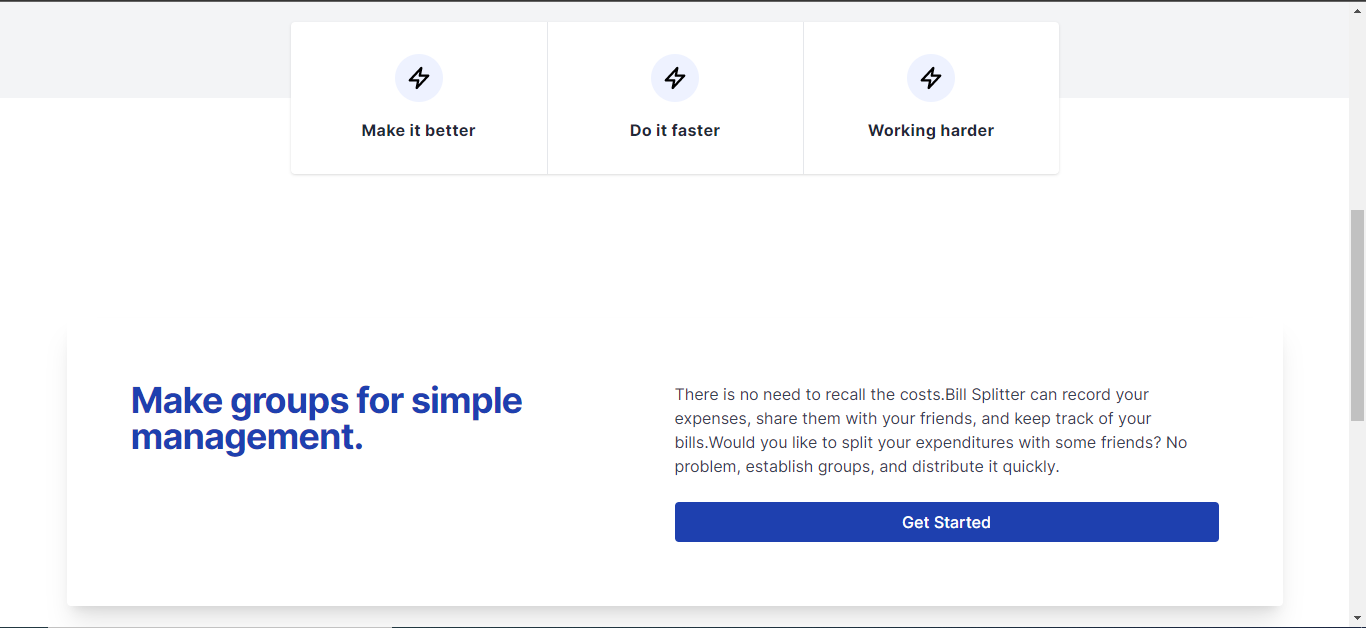 Make it better
Do it faster
Working harder
Make groups for simple
management.
There is no need to recall the costs.Bill Splitter can record your
expenses, share them with your friends, and keep track of your
bills.Would you like to split your expenditures with some friends? No
problem, establish groups, and distribute it quickly.
Get Started